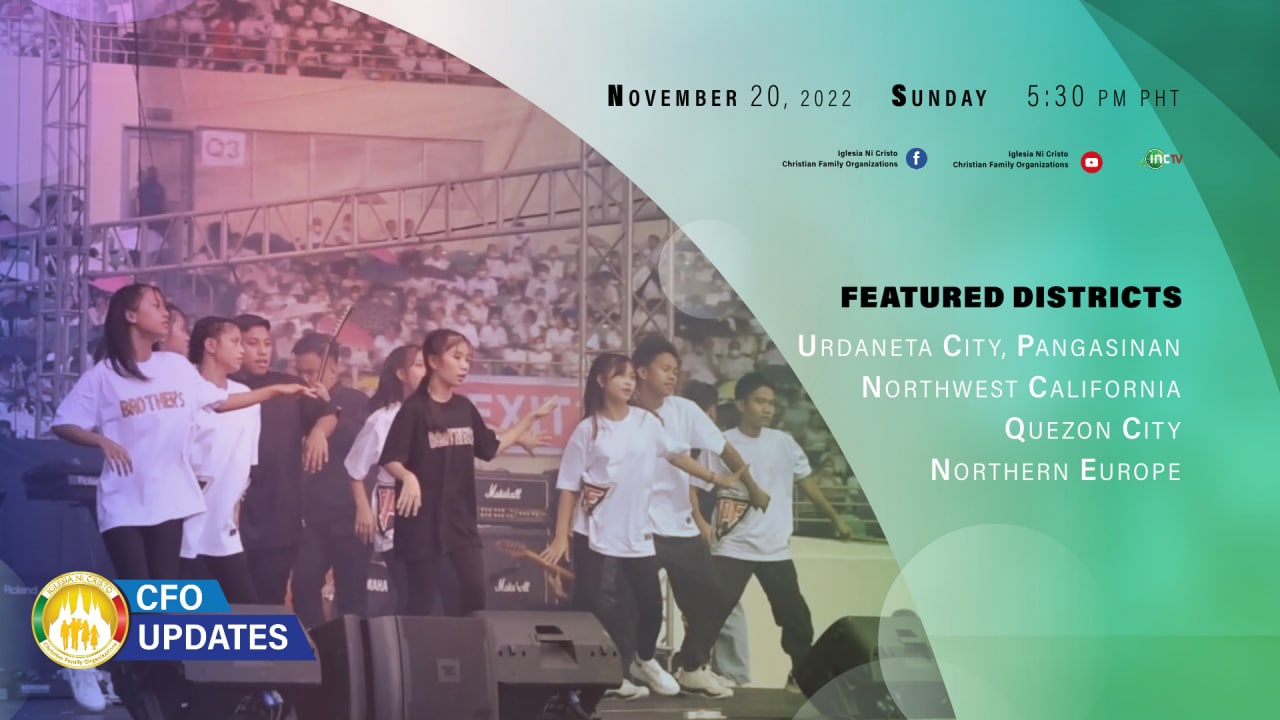 NOVEMBER 20, 2022 SUNDAY 5:30 PM PHT
Iglesia Ni Cristo
Christian Family Organizations
Iglesia Ni Cristo
Christian Family Organizations
INCTV
FEATURED DISTRICTS
URDANETA CITY, PANGASINAN
NORTHWEST CALIFORNIA
QUEZON CITY
NORTHERN EUROPE
Q3
BROTHERS
EXIT
Marshall
Marshall
Roland
IGLESIA NI CRISTO
Christian Family Organizations
CFO
UPDATES